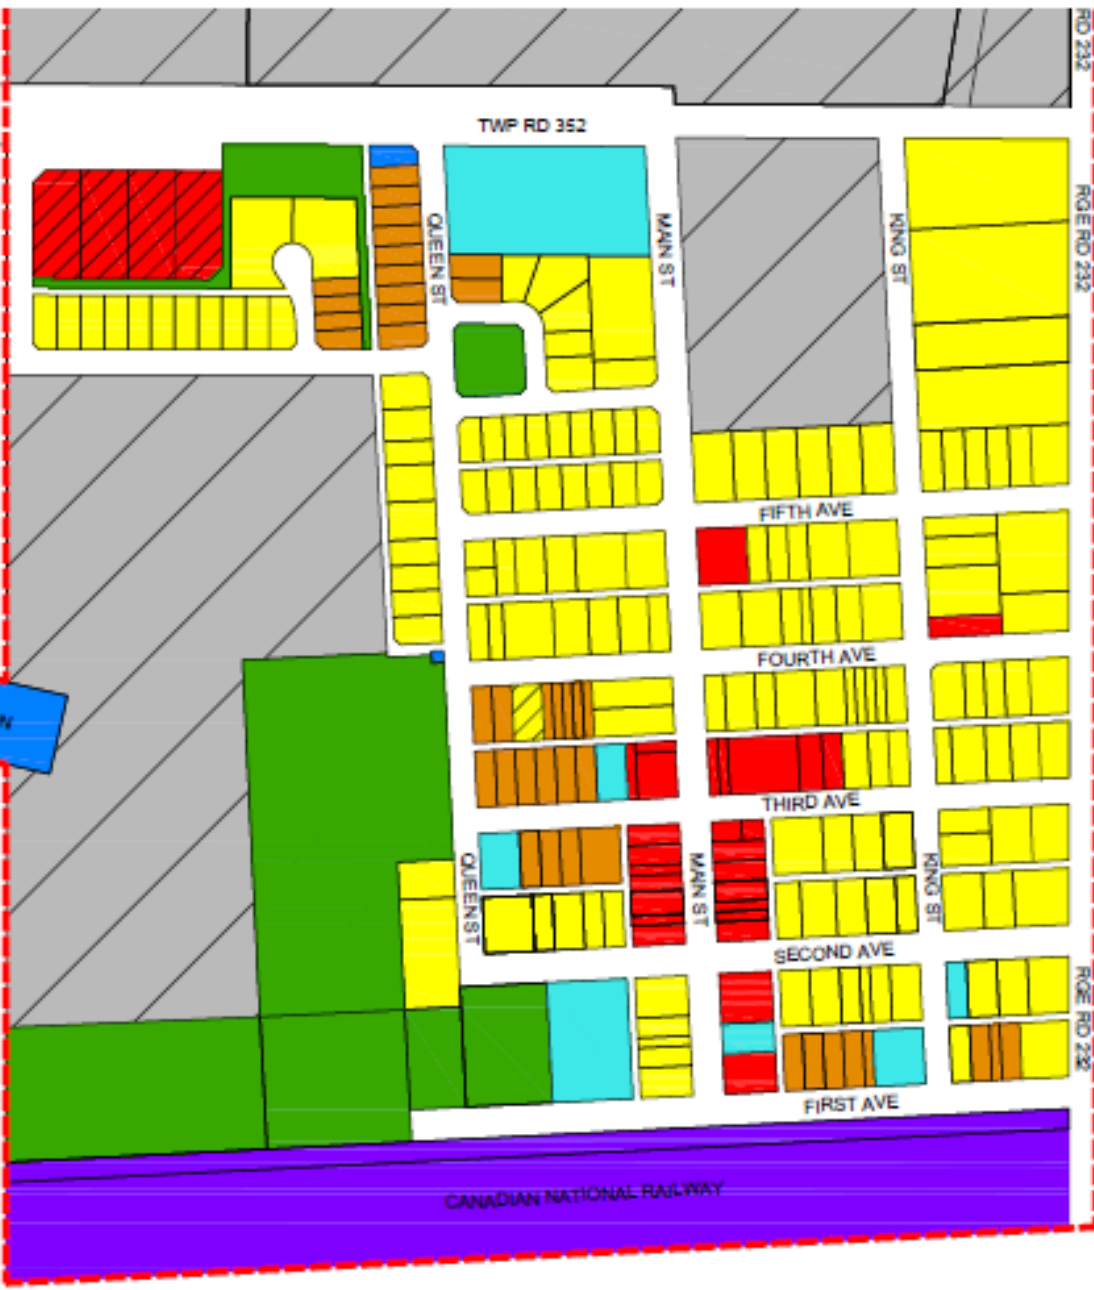 RD 232
TWP RD 352
QUEEN ST
MAIN ST
KING ST
RGE RD 232
FIFTH AVE
FOURTH AVE
N
THIRD AVE
QUEEN ST
MAIN ST
KING ST
SECOND AVE
RGE RD 232
FIRST AVE
CANADIAN NATIONAL RAILWAY